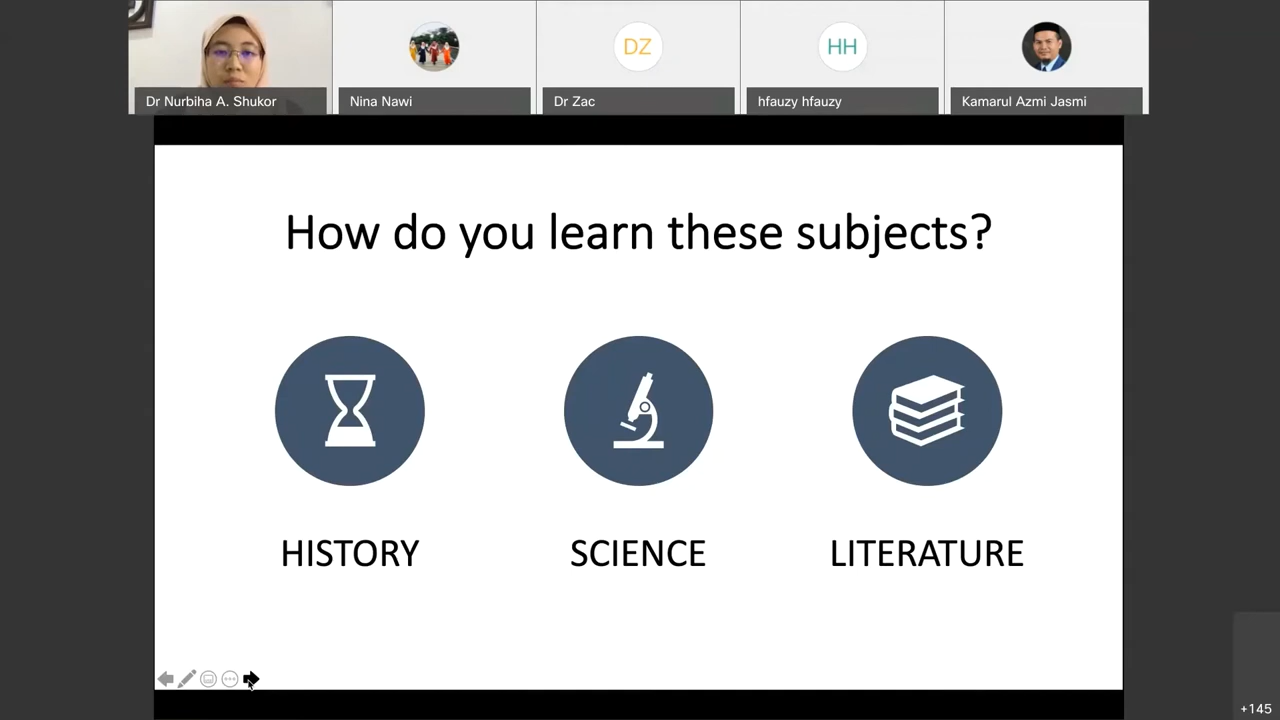 Dr Nurbiha A. Shukor
Nina Nawi
DZ
Dr Zac
HH
hfauzy hfauzy
Kamarul Azmi Jasmi
How do you learn these subjects?
HISTORY
SCIENCE
LITERATURE
+145